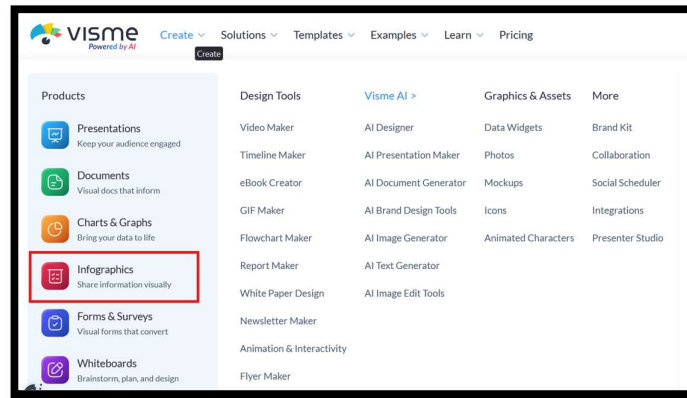 VISME
Powered by AI
Create Solutions Templates Examples Learn Pricing
Create
Products
Presentations
Keep your audience engaged
Documents
Visual docs that inform
Charts & Graphs
Bring your data to life
Infographics
Share information visually
Forms & Surveys
Visual forms that convert
Whiteboards
Brainstorm, plan, and design
Design Tools
Video Maker
Timeline Maker
eBook Creator
GIF Maker
Flowchart Maker
Report Maker
White Paper Design
Newsletter Maker
Animation & Interactivity
Flyer Maker
Visme AI >
AI Designer
AI Presentation Maker
AI Document Generator
AI Brand Design Tools
AI Image Generator
AI Text Generator
AI Image Edit Tools
Graphics & Assets
Data Widgets
Photos
Mockups
Icons
Animated Characters
More
Brand Kit
Collaboration
Social Scheduler
Integrations
Presenter Studio